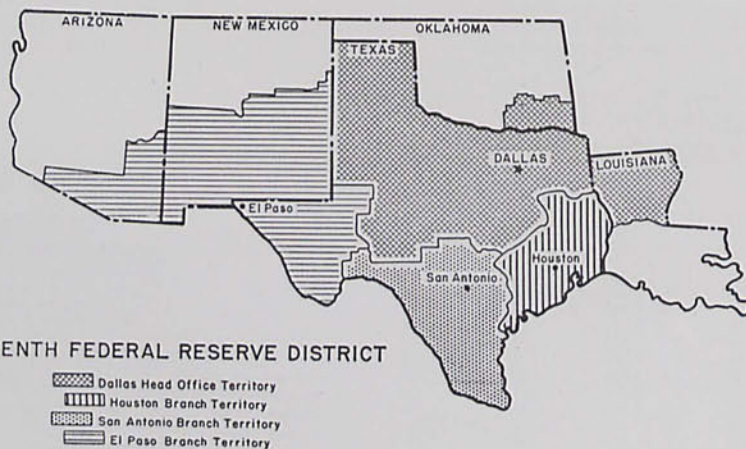 ARIZONA
NEW MEXICO
OKLAHOMA
TEXAS
DALLAS
LOUISIANA
El Paso
Houston
San Antonio
ENTH FEDERAL RESERVE DISTRICT
Dallas Head Office Territory
Houston Branch Territory
San Antonio Branch Territory
El Paso Branch Territory